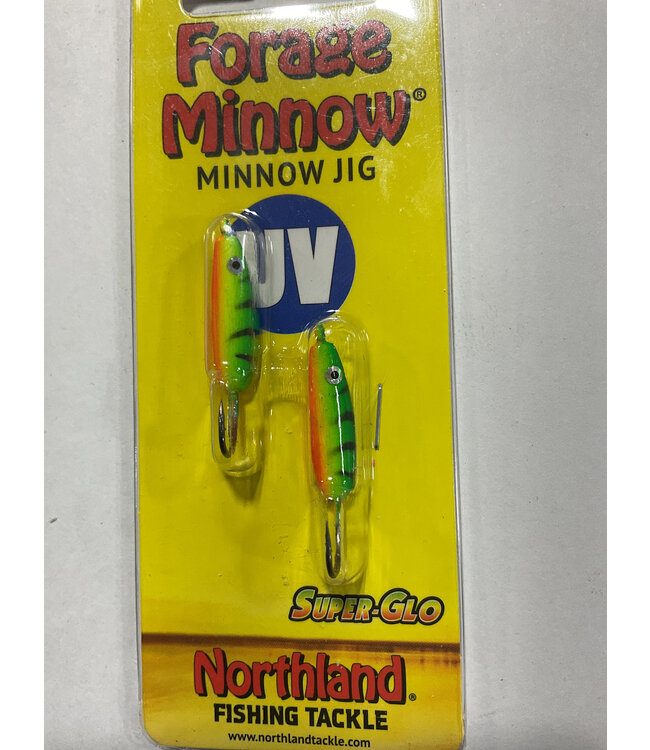 Forage
Minnow®
MINNOW JIG
UV
SUPER-GLO
Northland®
FISHING TACKLE
www.northlandtackle.com